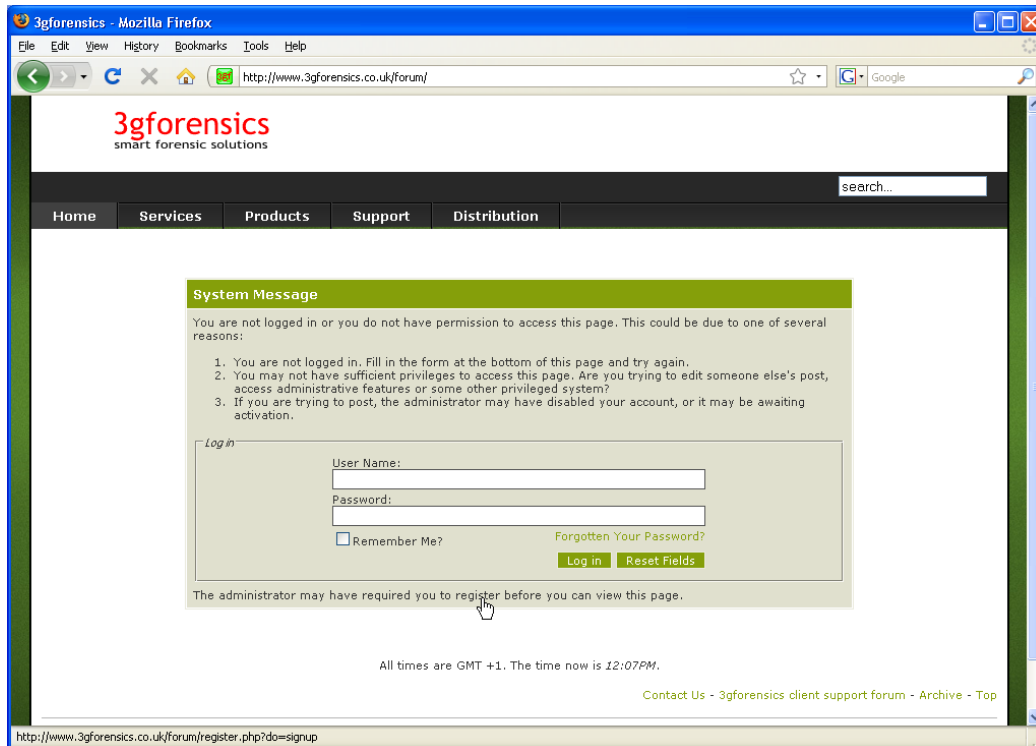 3gforensics - Mozilla Firefox
File Edit View History Bookmarks Tools Help
3gf http://www.3gforensics.co.uk/forum/ G Google
3gforensics
smart forensic solutions
search...
Home Services Products Support Distribution
System Message
You are not logged in or you do not have permission to access this page. This could be due to one of several
reasons:
1. You are not logged in. Fill in the form at the bottom of this page and try again.
2. You may not have sufficient privileges to access this page. Are you trying to edit someone else's post,
access administrative features or some other privileged system?
3. If you are trying to post, the administrator may have disabled your account, or it may be awaiting
activation.
Log in
User Name:
Password:
Remember Me? Forgotten Your Password?
Log in Reset Fields
The administrator may have required you to register before you can view this page.
All times are GMT +1. The time now is 12:07PM.
Contact Us - 3gforensics client support forum - Archive - Top
http://www.3gforensics.co.uk/forum/register.php?do=signup